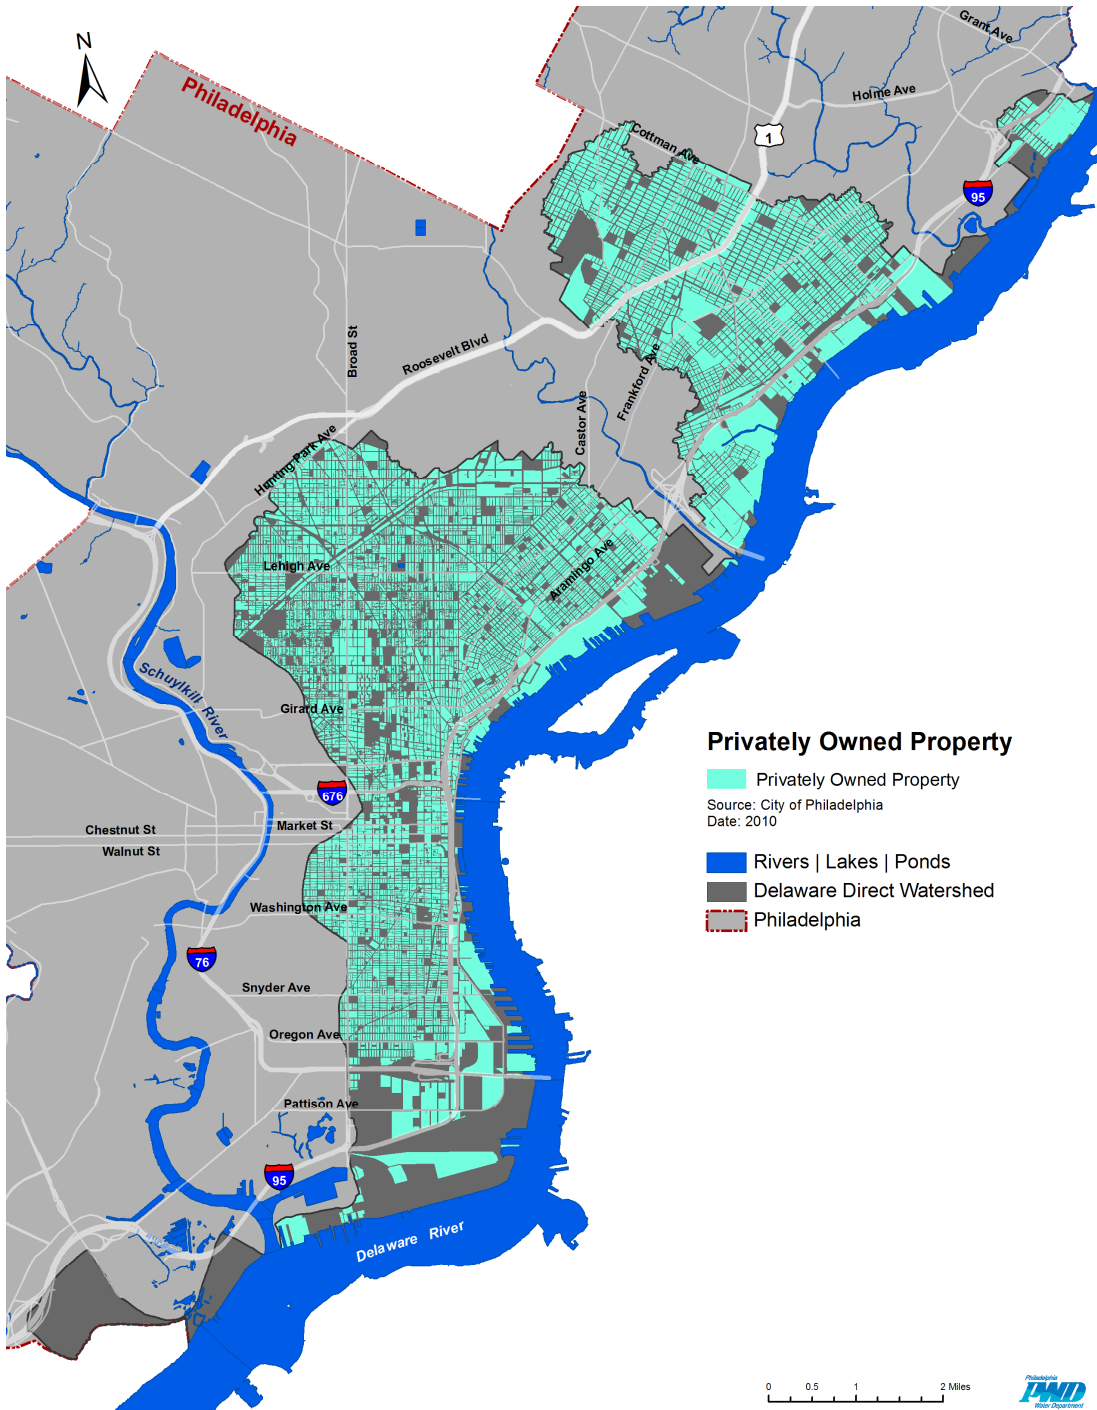 N
Philadelphia
Grant Ave
Holme Ave
Cottman Ave
1
95
Broad St
Roosevelt Blvd
Frankford Ave
Castor Ave
Hunting Park Ave
Lehigh Ave
Aramingo Ave
Schuylkill River
Girard Ave
676
Market St
Chestnut St
Walnut St
Washington Ave
76
Snyder Ave
Oregon Ave
Pattison Ave
95
Delaware River
Privately Owned Property
Privately Owned Property
Source: City of Philadelphia
Date: 2010
Rivers | Lakes | Ponds
Delaware Direct Watershed
Philadelphia
0 0.5 1 2 Miles
Philadelphia
PWD
Water Department